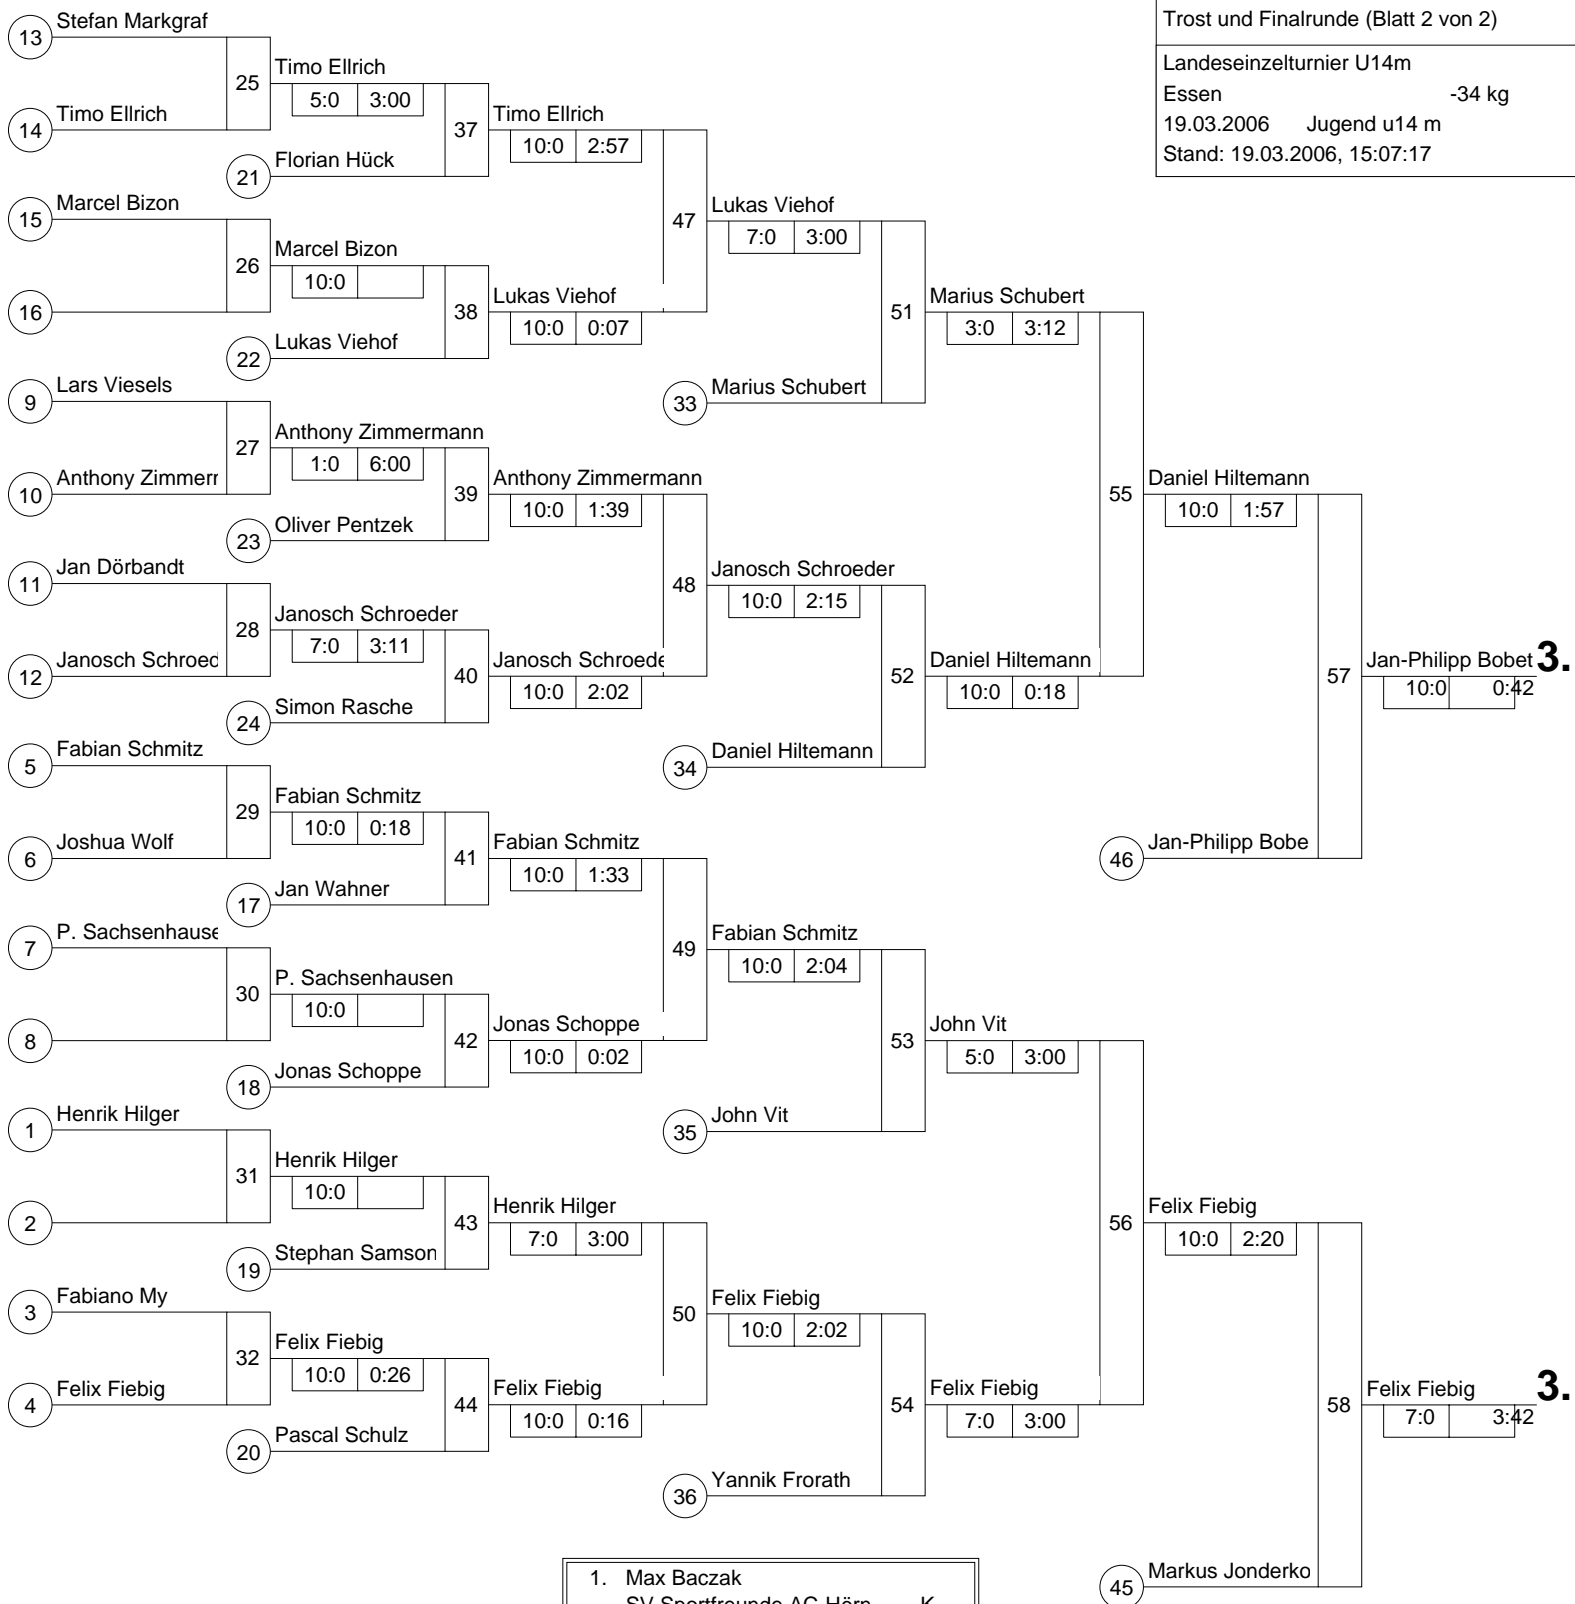 Trost und Finalrunde (Blatt 2 von 2)
Landeseinzelturnier U14m
Essen -34 kg
19.03.2006 Jugend u14 m
Stand: 19.03.2006, 15:07:17
13 Stefan Markgraf
25
Timo Ellrich
5:0 3:00
14 Timo Ellrich
37
Timo Ellrich
10:0 2:57
21 Florian Hück
15 Marcel Bizon
47
Lukas Viehof
7:0 3:00
26
Marcel Bizon
10:0
16
38
Lukas Viehof
10:0 0:07
22 Lukas Viehof
51
Marius Schubert
3:0 3:12
33 Marius Schubert
9 Lars Viesels
27
Anthony Zimmermann
1:0 6:00
10 Anthony Zimmerr
39
Anthony Zimmermann
10:0 1:39
23 Oliver Pentzek
55
Daniel Hiltemann
10:0 1:57
11 Jan Dörbandt
48
Janosch Schroeder
10:0 2:15
28
Janosch Schroeder
7:0 3:11
12 Janosch Schroed
40
Janosch Schroede
10:0 2:02
24 Simon Rasche
52
Daniel Hiltemann
10:0 0:18
34 Daniel Hiltemann
57
Jan-Philipp Bobet 3.
10:0 0:42
5 Fabian Schmitz
29
Fabian Schmitz
10:0 0:18
6 Joshua Wolf
41
Fabian Schmitz
10:0 1:33
17 Jan Wahner
46 Jan-Philipp Bobe
7 P. Sachsenhause
49
Fabian Schmitz
10:0 2:04
30
P. Sachsenhausen
10:0
8
42
Jonas Schoppe
10:0 0:02
18 Jonas Schoppe
53
John Vit
5:0 3:00
35 John Vit
1 Henrik Hilger
31
Henrik Hilger
10:0
2
43
Henrik Hilger
7:0 3:00
19 Stephan Samson
56
Felix Fiebig
10:0 2:20
3 Fabiano My
50
Felix Fiebig
10:0 2:02
32
Felix Fiebig
10:0 0:26
4 Felix Fiebig
44
Felix Fiebig
10:0 0:16
20 Pascal Schulz
54
Felix Fiebig
7:0 3:00
36 Yannik Frorath
58
Felix Fiebig 3.
7:0 3:42
45 Markus Jonderko
1. Max Baczak
SV Sportfreunde AC-Hörn K